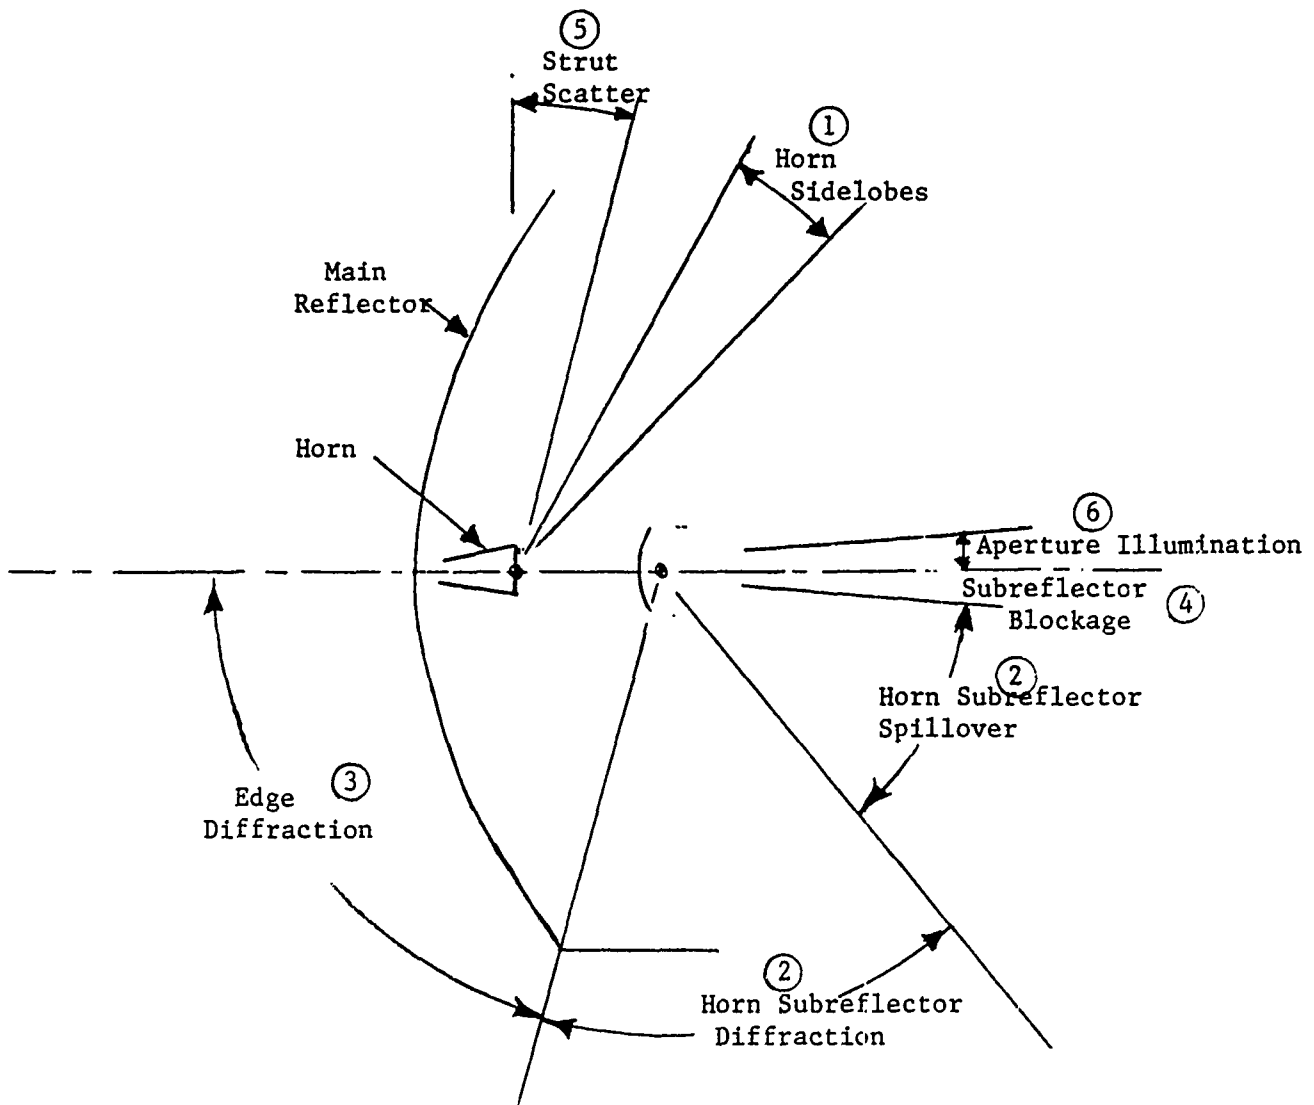 5
Strut
Scatter
1
Horn
Sidelobes
Main
Reflector
Horn
6
Aperture Illumination
Subreflector
Blockage 4
2
Horn Subreflector
Spillover
Edge 3
Diffraction
2
Horn Subreflector
Diffraction